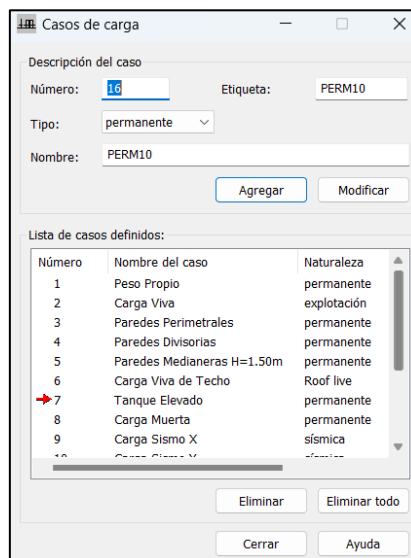 Casos de carga
Descripción del caso
Número: 16 Etiqueta: PERM10
Tipo: permanente
Nombre: PERM10
Agregar Modificar
Lista de casos definidos:
Número Nombre del caso Naturaleza
1 Peso Propio permanente
2 Carga Viva explotación
3 Paredes Perimetrales permanente
4 Paredes Divisorias permanente
5 Paredes Medianeras H=1.50m permanente
6 Carga Viva de Techo Roof live
7 Tanque Elevado permanente
8 Carga Muerta permanente
9 Carga Sismo X sísmica
Eliminar Eliminar todo
Cerrar Ayuda